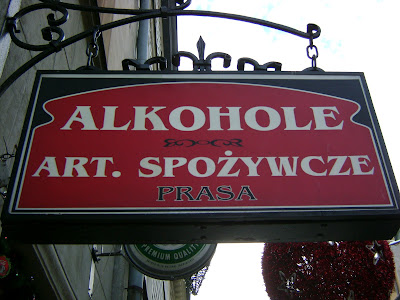 ALKOHOLE
ART. SPOŻYWCZE
PRASA
PREMIUM QUALITY